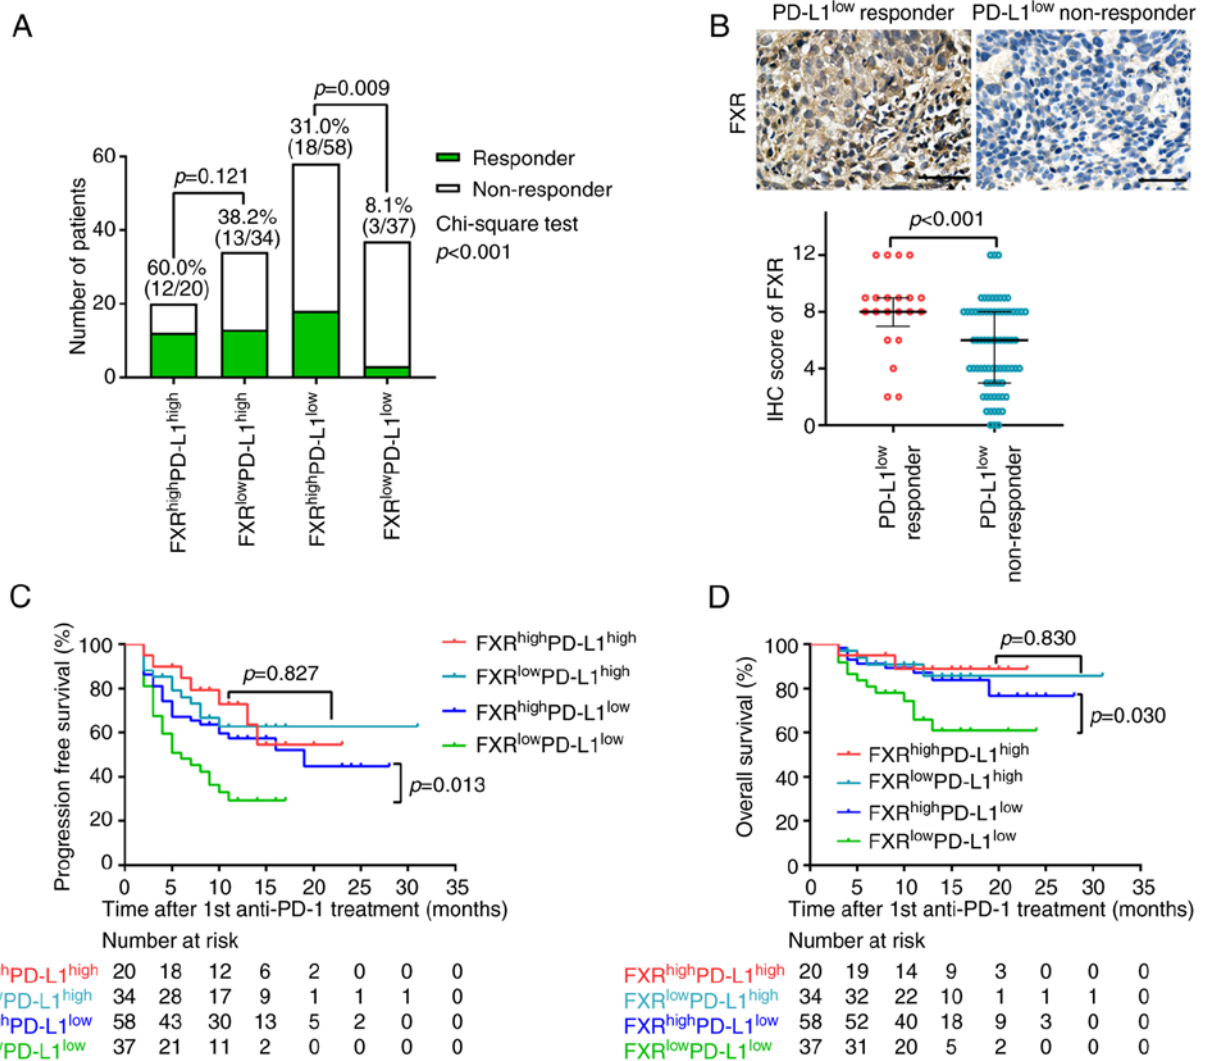 A
p=0.009
31.0%
(18/58)
p=0.121
38.2%
(13/34)
8.1%
(3/37)
60.0%
(12/20)
Responder
Non-responder
Chi-square test
p<0.001
Number of patients
60
40
20
0
FXRhighPD-L1high
FXRlowPD-L1high
FXRhighPD-L1low
FXRlowPD-L1low
B
PD-L1low responder PD-L1low non-responder
FXR
p<0.001
IHC score of FXR
12
8
4
0
PD-L1low
responder
PD-L1low
non-responder
C
Progression free survival (%)
100
80
60
40
20
0
p=0.827
p=0.013
FXRhighPD-L1high
FXRlowPD-L1high
FXRhighPD-L1low
FXRlowPD-L1low
0 5 10 15 20 25 30 35
Time after 1st anti-PD-1 treatment (months)
Number at risk
hPD-L1high 20 18 12 6 2 0 0 0
PD-L1high 34 28 17 9 1 1 1 0
hPD-L1low 58 43 30 13 5 2 0 0
PD-L1low 37 21 11 2 0 0 0 0
D
Overall survival (%)
100
80
60
40
20
0
p=0.830
p=0.030
FXRhighPD-L1high
FXRlowPD-L1high
FXRhighPD-L1low
FXRlowPD-L1low
0 5 10 15 20 25 30 35
Time after 1st anti-PD-1 treatment (months)
Number at risk
FXRhighPD-L1high 20 19 14 9 3 0 0 0
FXRlowPD-L1high 34 32 22 10 1 1 1 0
FXRhighPD-L1low 58 52 40 18 9 3 0 0
FXRlowPD-L1low 37 31 20 5 2 0 0 0